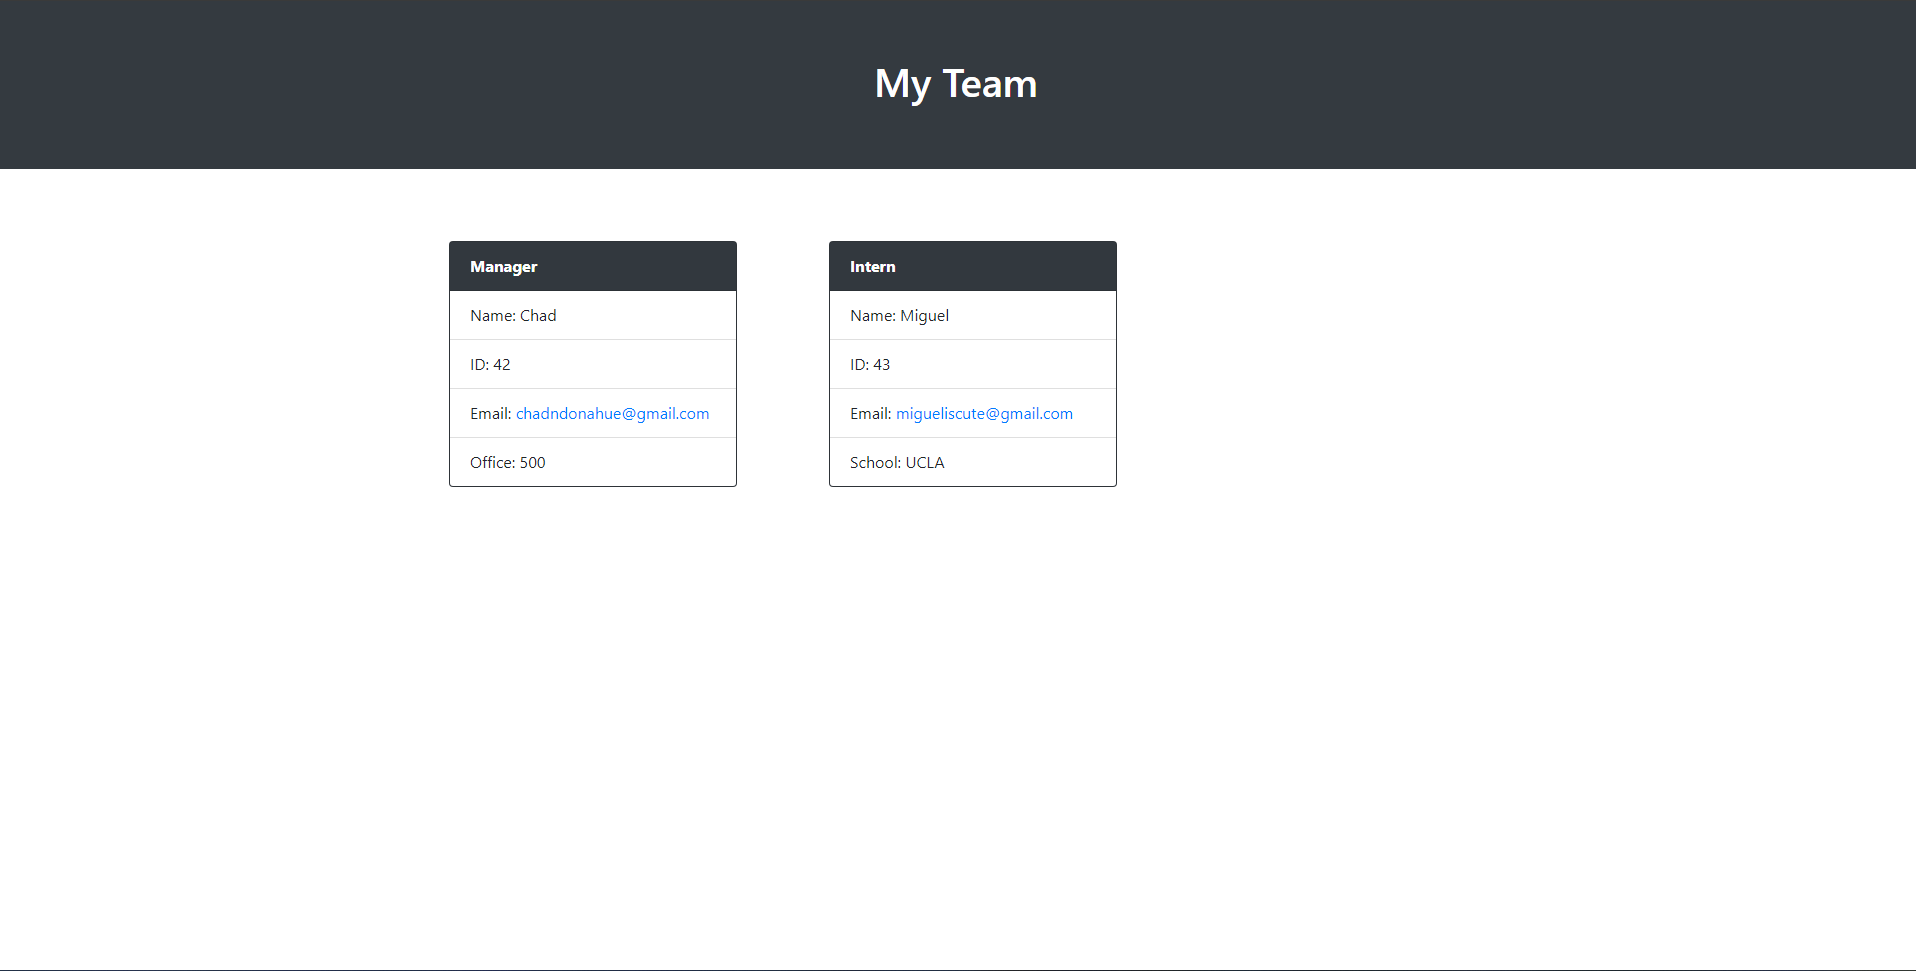 My Team
Manager
Name: Chad
ID: 42
Email: chadndonahue@gmail.com
Office: 500
Intern
Name: Miguel
ID: 43
Email: migueliscute@gmail.com
School: UCLA